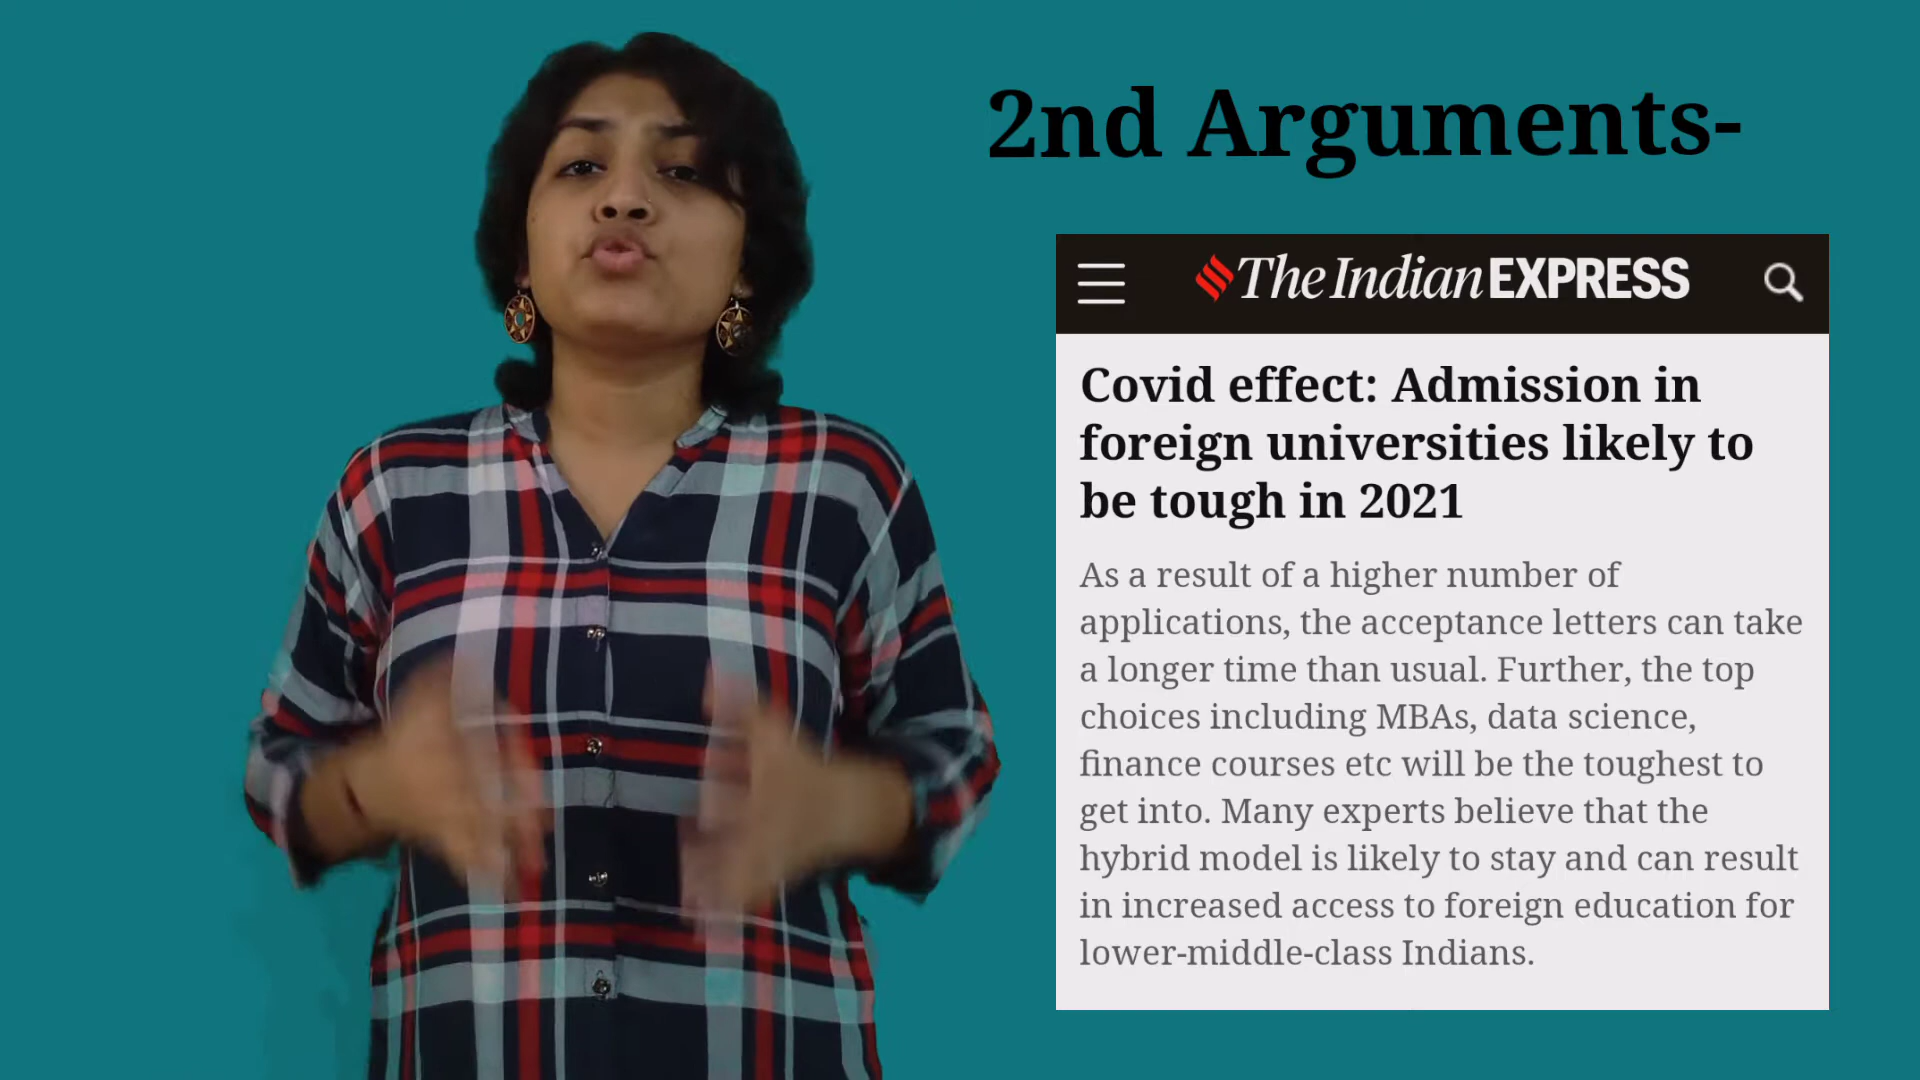 2nd Arguments-
The Indian EXPRESS
Covid effect: Admission in
foreign universities likely to
be tough in 2021
As a result of a higher number of
applications, the acceptance letters can take
a longer time than usual. Further, the top
choices including MBAs, data science,
finance courses etc will be the toughest to
get into. Many experts believe that the
hybrid model is likely to stay and can result
in increased access to foreign education for
lower-middle-class Indians.